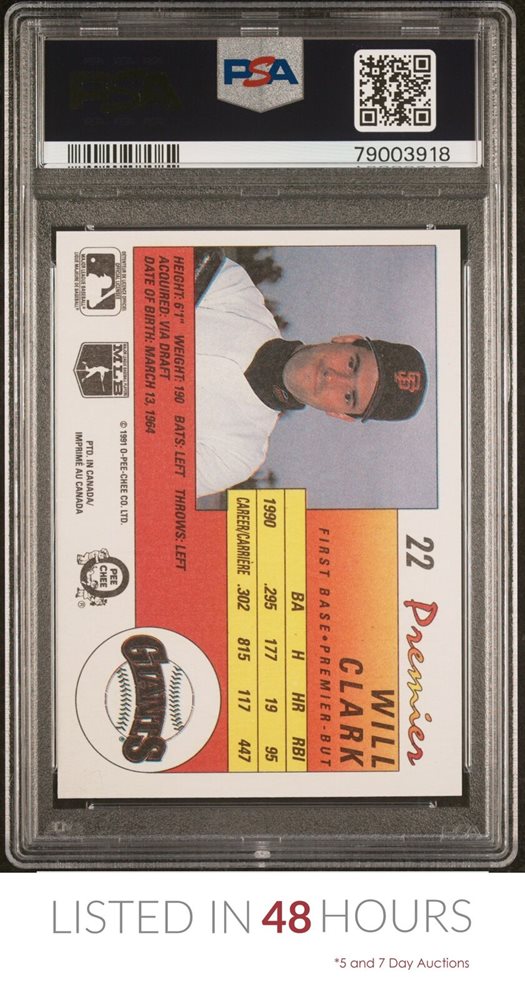 PSA
PSA
79003918
22 Premier
WILL
CLARK
FIRST BASE • PREMIER-BUT
BA H HR RBI
1990 .295 177 19 95
CAREER/CARRIÈRE .302 815 117 447
HEIGHT: 6'1" WEIGHT: 190 BATS: LEFT THROWS: LEFT
ACQUIRED: VIA DRAFT
DATE OF BIRTH: MARCH 13, 1964
SF
GIANTS
MLB
© 1991 O-PEE-CHEE CO. LTD.
PTD. IN CANADA/
IMPRIMÉ AU CANADA
O
PEE
CHEE
®
LISTED IN 48 HOURS
*5 and 7 Day Auctions